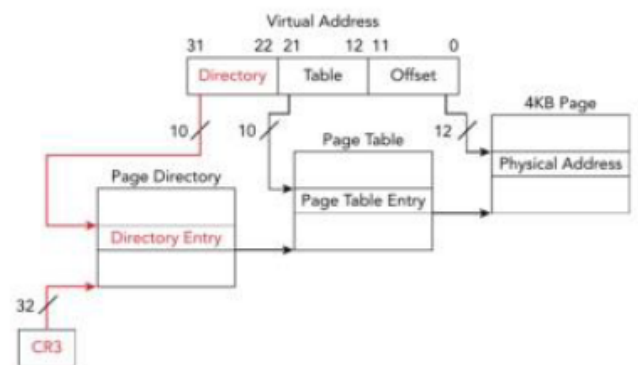 Virtual Address
31 22 21 12 11 0
Directory Table Offset
4KB Page
10 10 12
Page Table
Physical Address
Page Directory
Page Table Entry
Directory Entry
32
CR3